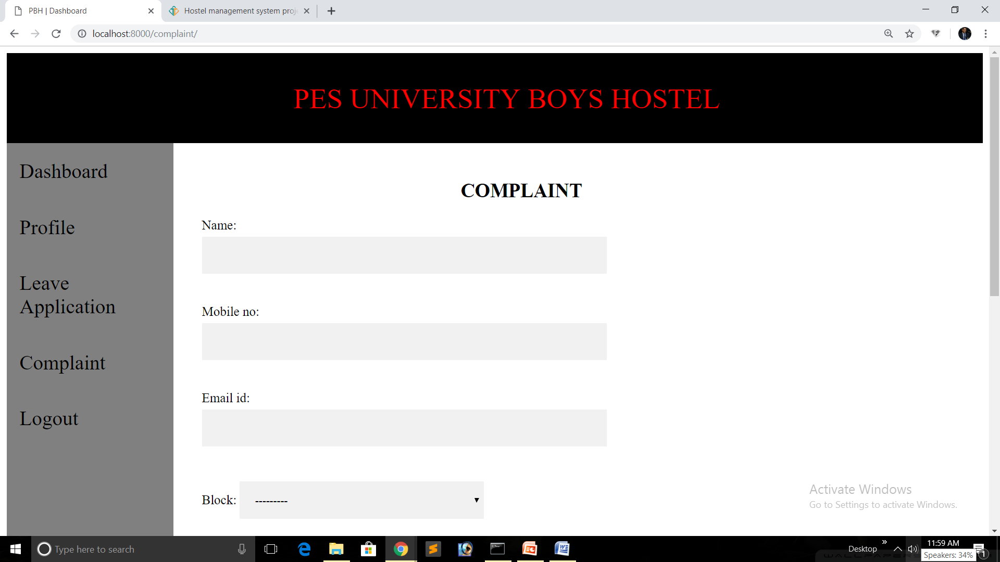 PBH | Dashboard
Hostel management system proj
localhost:8000/complaint/
PES UNIVERSITY BOYS HOSTEL
Dashboard
Profile
Leave
Application
Complaint
Logout
COMPLAINT
Name:
Mobile no:
Email id:
Block: ---------
Activate Windows
Go to Settings to activate Windows.
Type here to search
Desktop
11:59 AM
Speakers: 34%
1